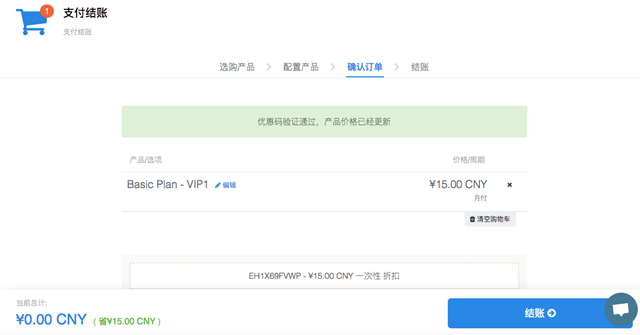 1
支付结账
支付结账
选购产品
配置产品
确认订单
结账
优惠码验证通过，产品价格已经更新
产品/选项 价格/周期
Basic Plan - VIP1 编辑 ¥15.00 CNY
月付
清空购物车
EH1X69FVWP - ¥15.00 CNY 一次性 折扣
当前总计:
¥0.00 CNY ( 省¥15.00 CNY )
结账